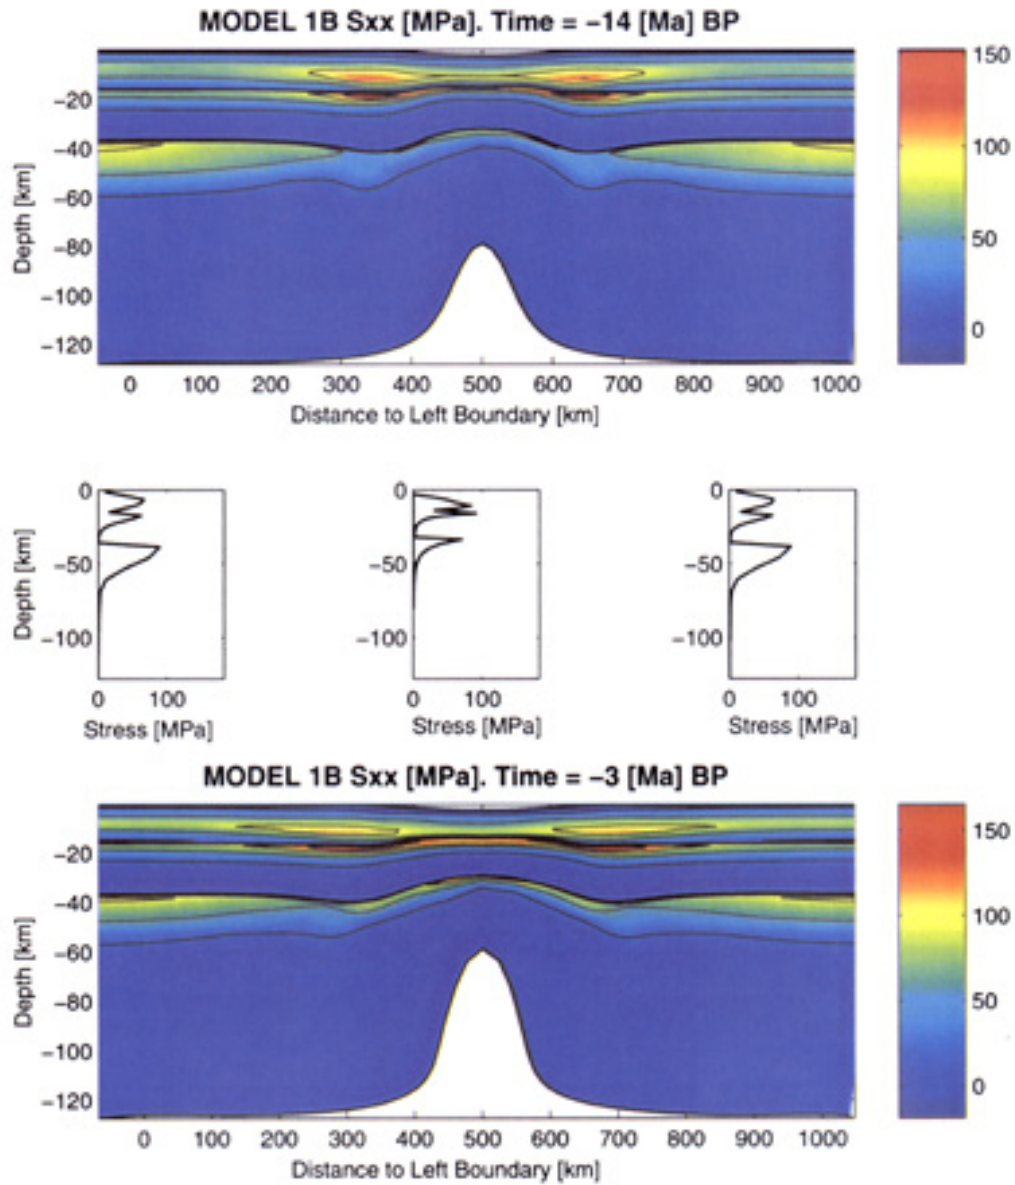 MODEL 1B Sxx [MPa]. Time = −14 [Ma] BP
150
100
50
0
Depth [km]
−20
−40
−60
−80
−100
−120
0 100 200 300 400 500 600 700 800 900 1000
Distance to Left Boundary [km]
0 0 0
Depth [km]
−50 −50 −50
−100 −100 −100
0 100 0 100 0 100
Stress [MPa] Stress [MPa] Stress [MPa]
MODEL 1B Sxx [MPa]. Time = −3 [Ma] BP
150
100
50
0
Depth [km]
−20
−40
−60
−80
−100
−120
0 100 200 300 400 500 600 700 800 900 1000
Distance to Left Boundary [km]